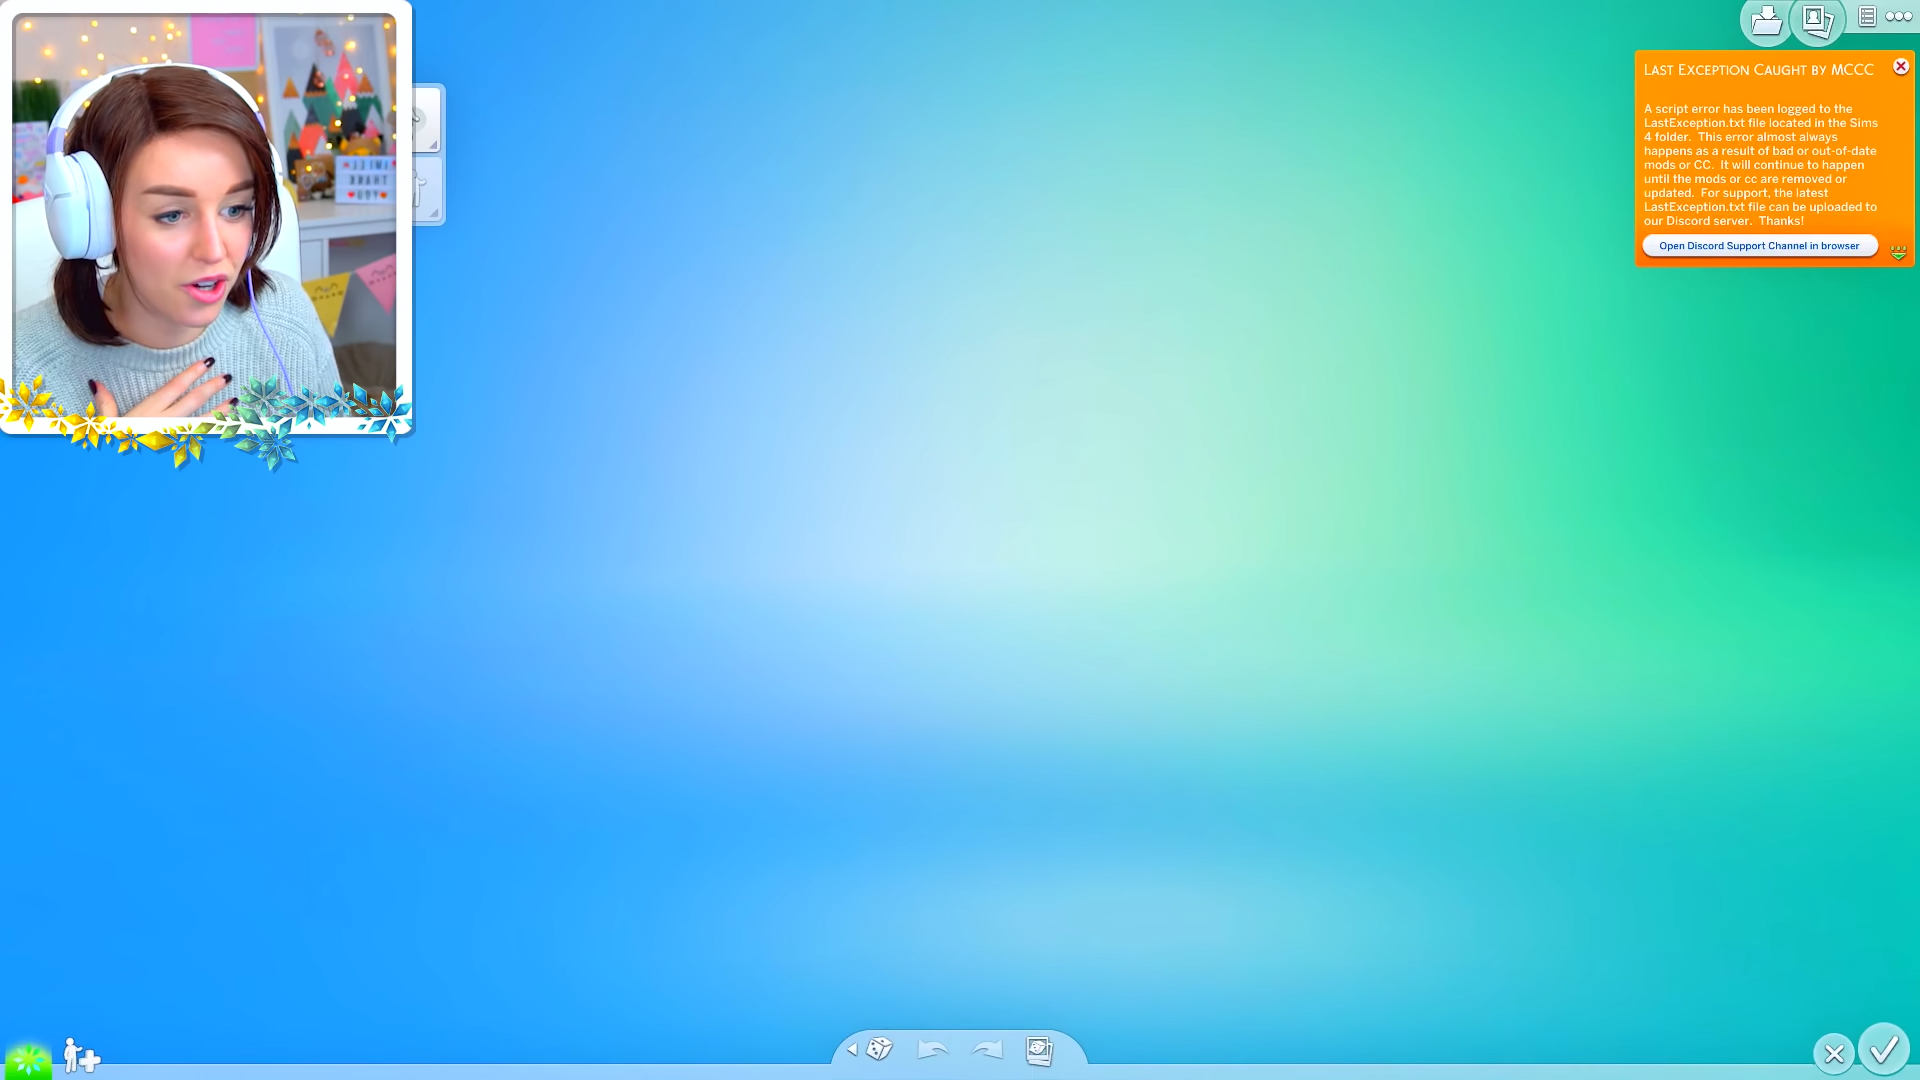 LAST EXCEPTION CAUGHT BY MCCC
A script error has been logged to the
LastException.txt file located in the Sims
4 folder.  This error almost always
happens as a result of bad or out-of-date
mods or CC.  It will continue to happen
until the mods or cc are removed or
updated.  For support, the latest
LastException.txt file can be uploaded to
our Discord server.  Thanks!
Open Discord Support Channel in browser
THANK
YOU